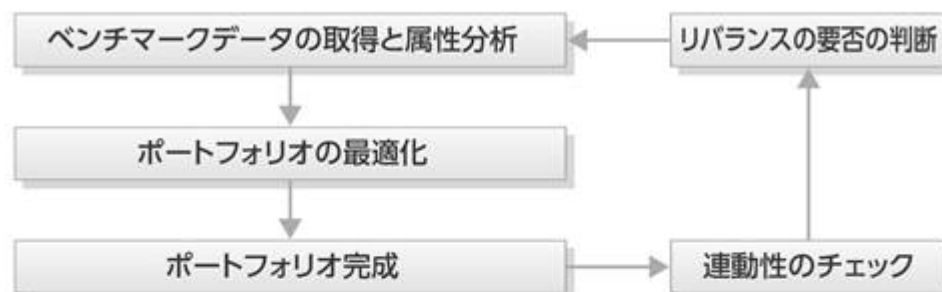 ベンチマークデータの取得と属性分析
リバランスの要否の判断
ポートフォリオの最適化
ポートフォリオ完成
連動性のチェック